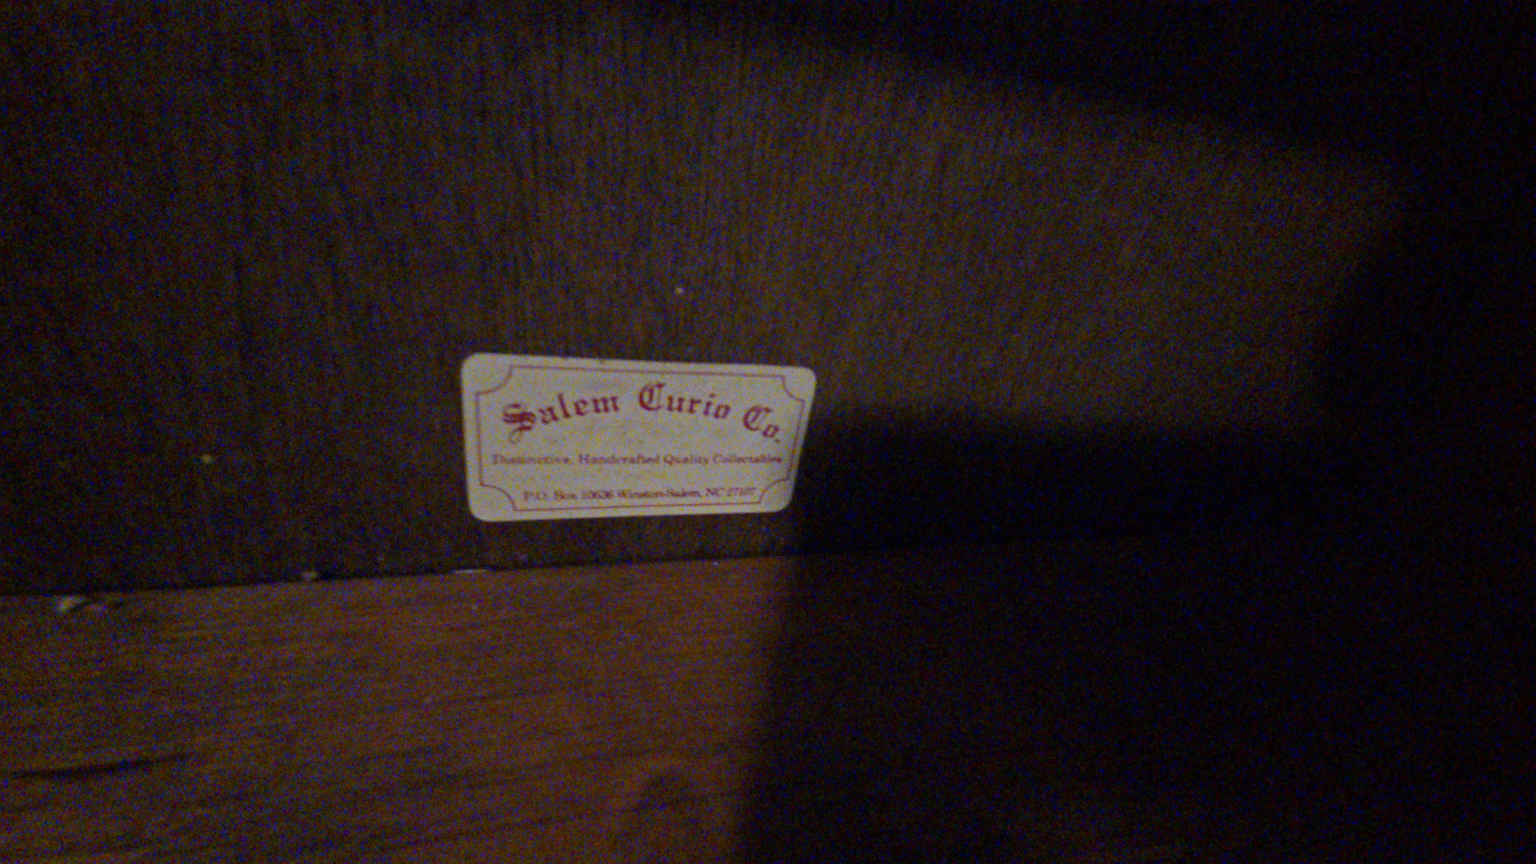 Salem Curio Co.
Distinctive, Handcrafted Quality Collectables
P.O. Box 10636 Winston-Salem, NC 27107